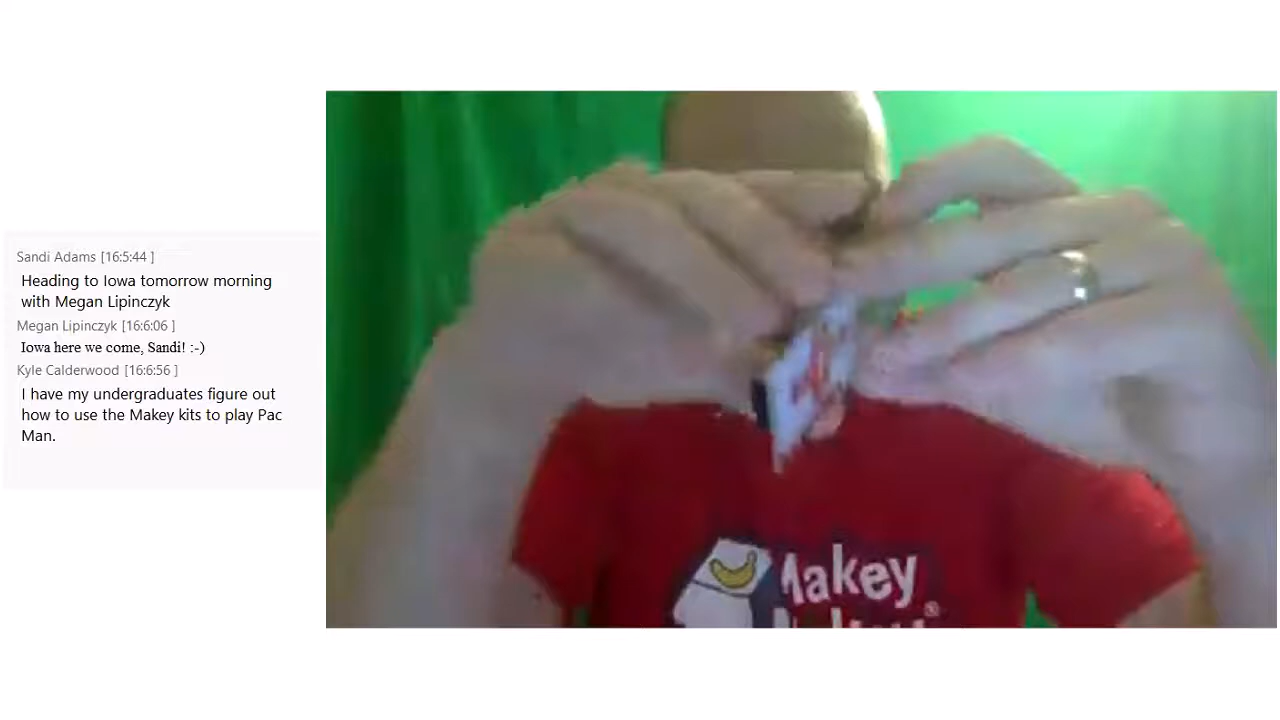 Sandi Adams [16:5:44 ]
Heading to Iowa tomorrow morning
with Megan Lipinczyk
Megan Lipinczyk [16:6:06 ]
Iowa here we come, Sandi! :-)
Kyle Calderwood [16:6:56 ]
I have my undergraduates figure out
how to use the Makey kits to play Pac
Man.
Makey
®